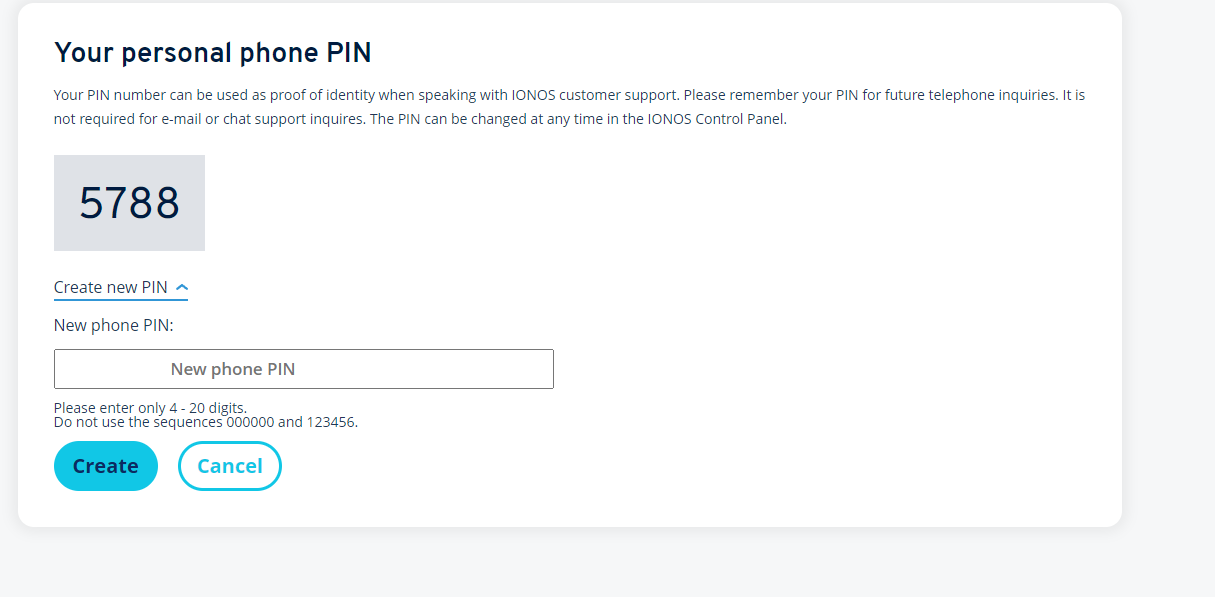 Your personal phone PIN
Your PIN number can be used as proof of identity when speaking with IONOS customer support. Please remember your PIN for future telephone inquiries. It is
not required for e-mail or chat support inquires. The PIN can be changed at any time in the IONOS Control Panel.
5788
Create new PIN
New phone PIN:
New phone PIN
Please enter only 4 - 20 digits.
Do not use the sequences 000000 and 123456.
Create Cancel